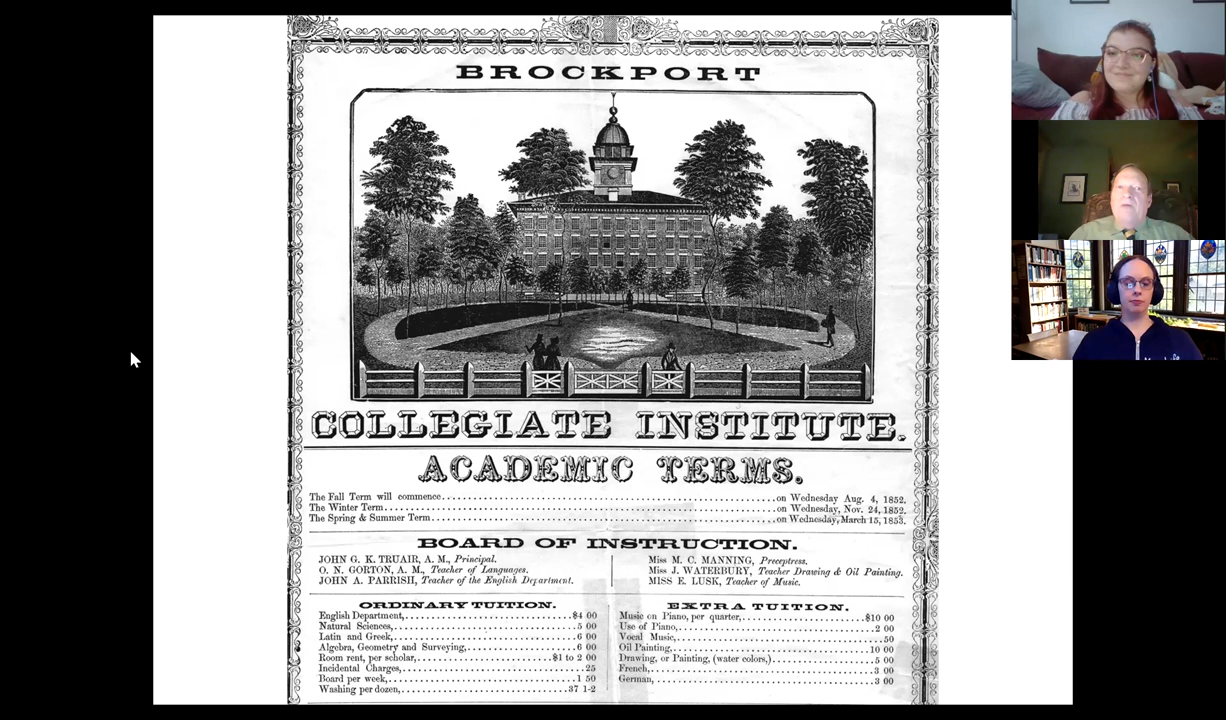 BROCKPORT
COLLEGIATE INSTITUTE.
ACADEMIC TERMS.
The Fall Term will commence........on Wednesday Aug. 4, 1852.
The Winter Term........on Wednesday, Nov. 24, 1852.
The Spring & Summer Term........on Wednesday, March 15, 1853.
BOARD OF INSTRUCTION.
JOHN G. K. TRUAIR, A. M., Principal.
O. N. GORTON, A. M., Teacher of Languages.
JOHN A. PARRISH, Teacher of the English Department.
Miss M. C. MANNING, Preceptress.
Miss J. WATERBURY, Teacher Drawing & Oil Painting.
MISS E. LUSK, Teacher of Music.
ORDINARY TUITION.
English Department,........$4 00
Natural Sciences,........5 00
Latin and Greek,........6 00
Algebra, Geometry and Surveying,........6 00
Room rent, per scholar,........$1 to 2 00
Incidental Charges,........25
Board per week,........1 50
Washing per dozen,........37 1-2
EXTRA TUITION.
Music on Piano, per quarter,........$10 00
Use of Piano,........2 00
Vocal Music,........50
Oil Painting,........10 00
Drawing, or Painting, (water colors,)........5 00
French,........3 00
German,........3 00